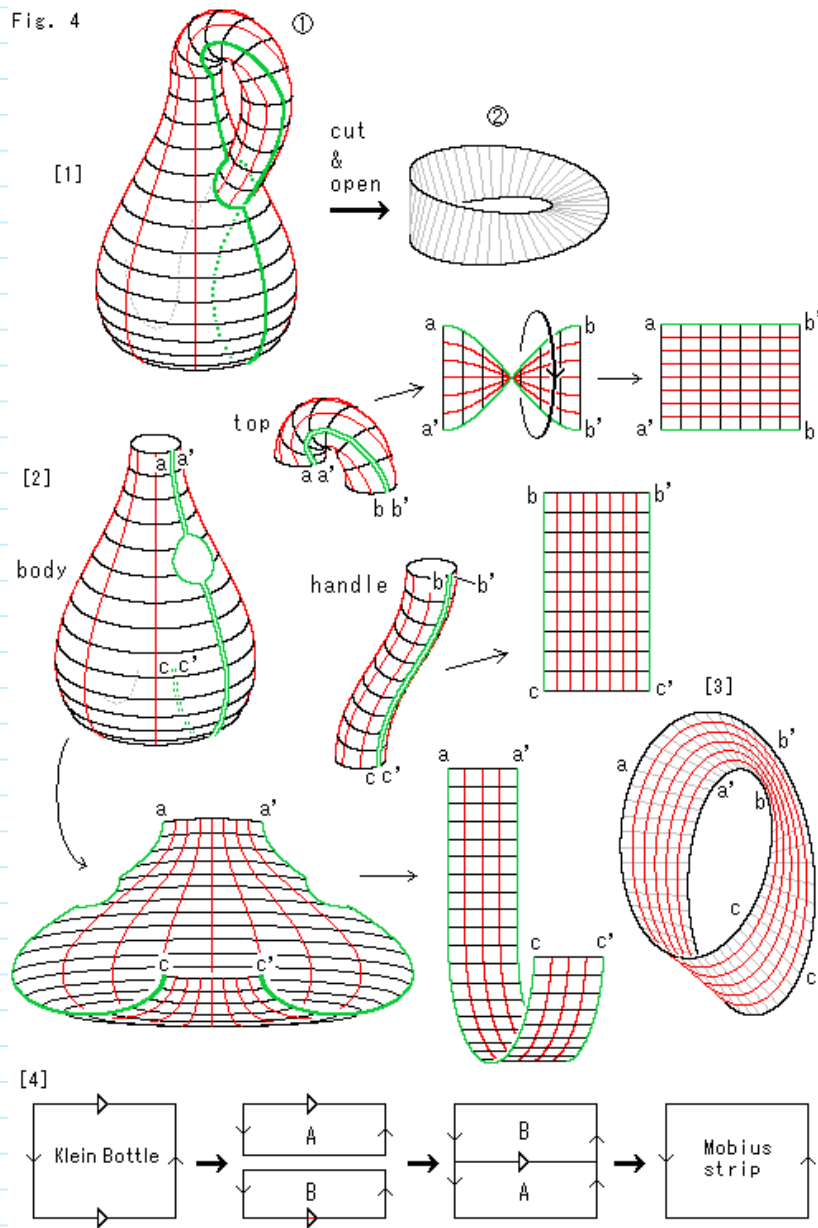 Fig. 4
①
cut
&
open
②
[1]
a
b
a'
b'
a
b'
a'
b
top
a a'
b b'
[2]
a a'
body
c c'
handle
b'
b'
c c'
b
b'
c
c'
[3]
a
b'
a'
b
c
c
a
a'
c
c'
a
a'
c
c'
[4]
Klein Bottle
A
B
B
A
Mobius
strip